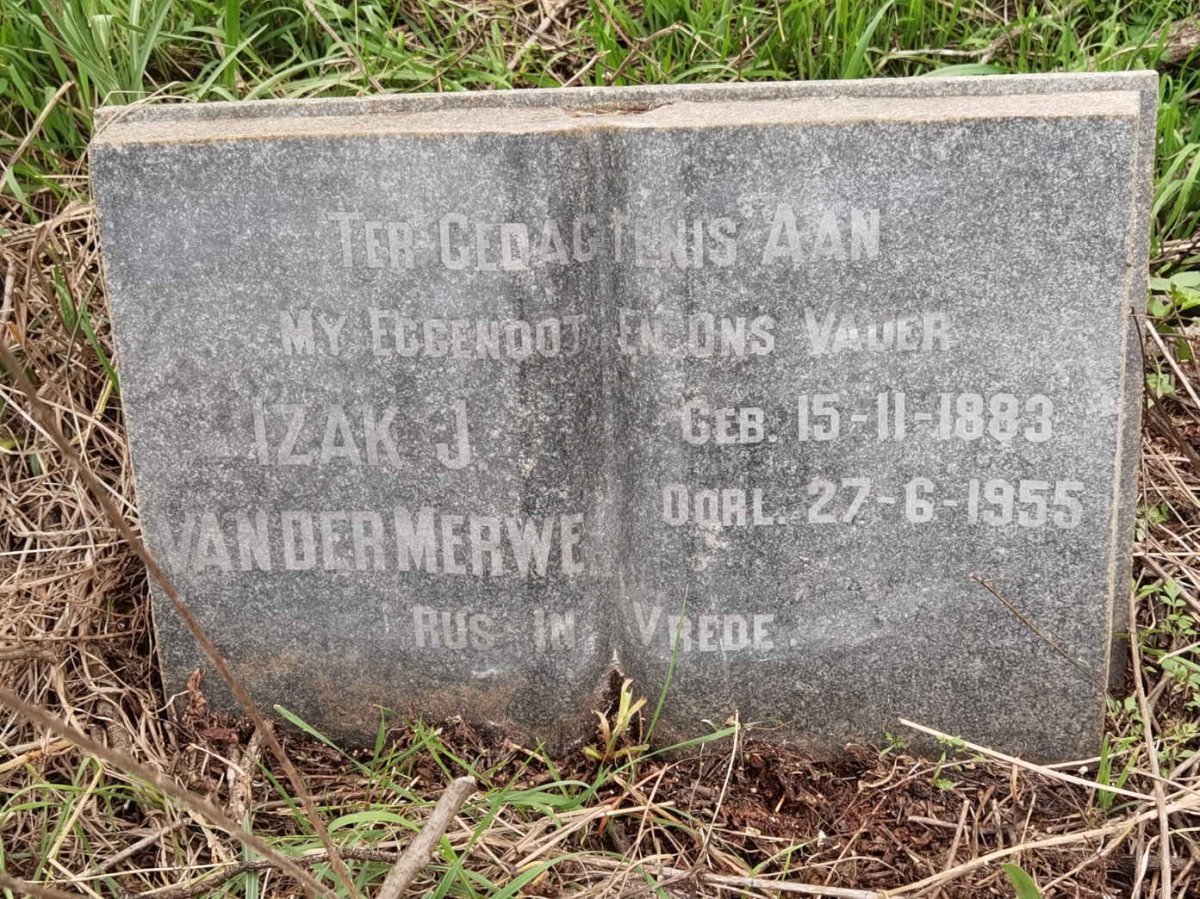 TER GEDAGTENIS AAN
MY EGGENOOT EN ONS VADER
IZAK J. GEB. 15-11-1883
VAN DER MERWE OORL. 27-6-1955
RUS IN VREDE.